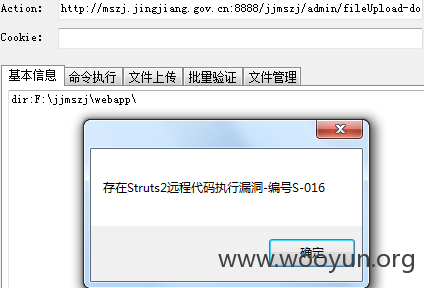 Action: http://mszj.jingjiang.gov.cn:8888/jjmszj/admin/fileUpload-do
Cookie:
基本信息 命令执行 文件上传 批量验证 文件管理
dir:F:\jjmszj\webapp\
存在Struts2远程代码执行漏洞-编号S-016
确定
www.wooyun.org